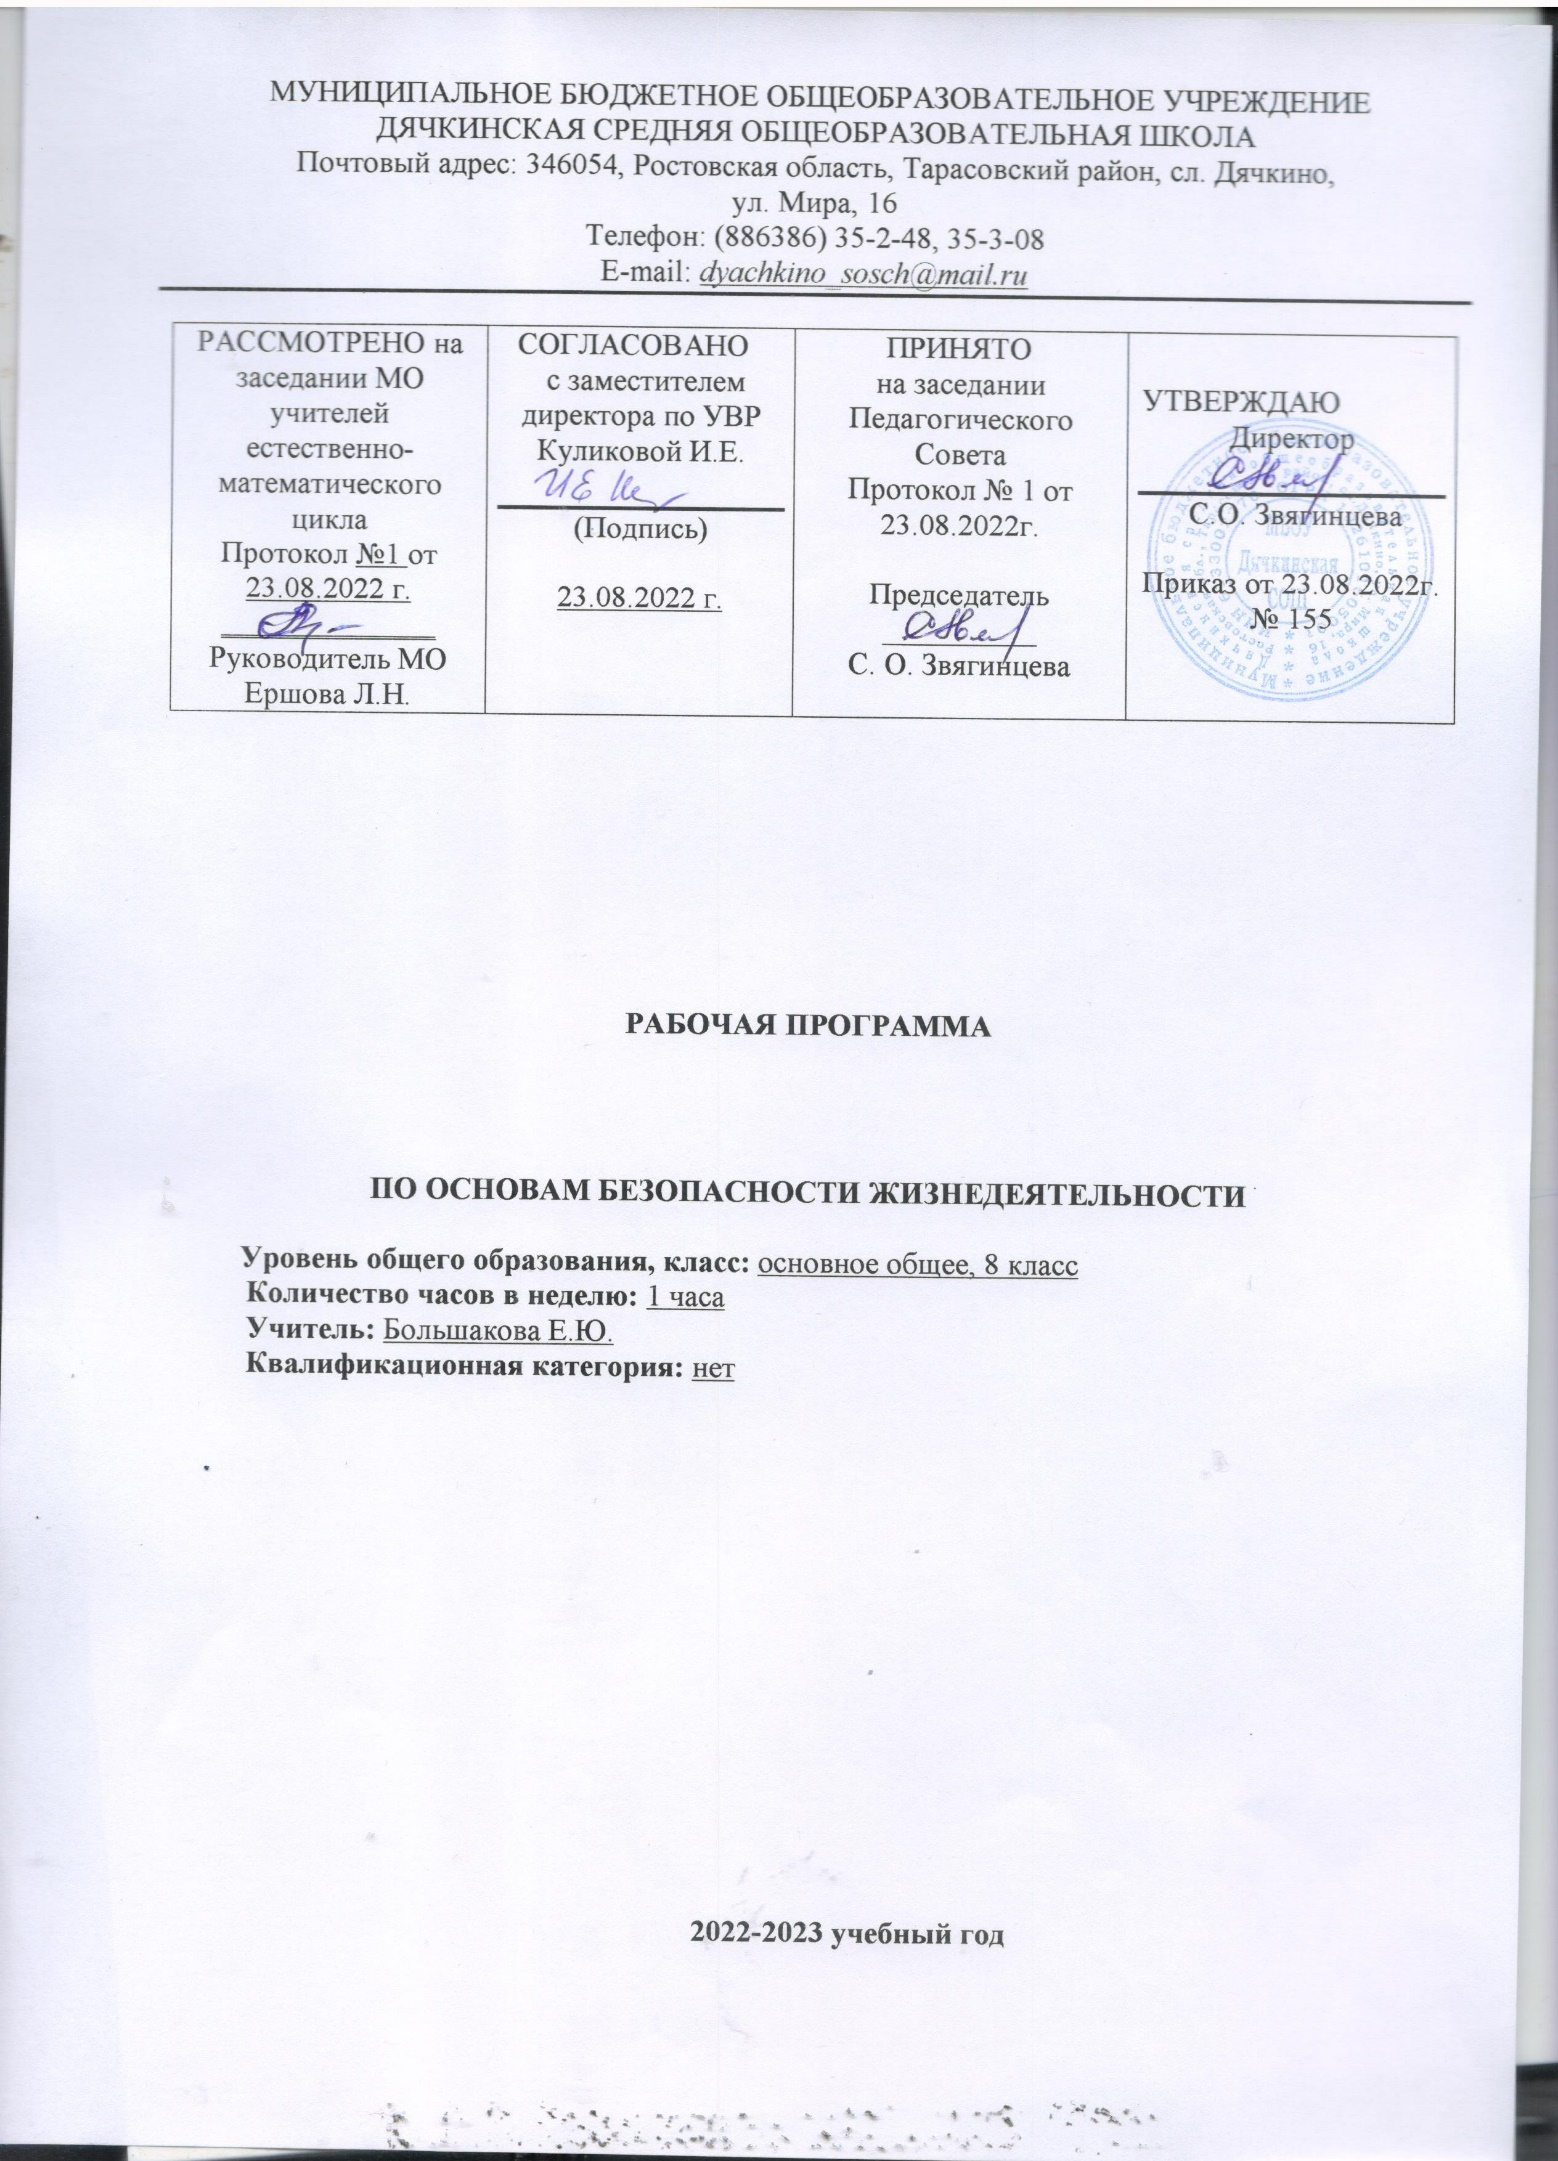 МУНИЦИПАЛЬНОЕ БЮДЖЕТНОЕ ОБЩЕОБРАЗОВАТЕЛЬНОЕ УЧРЕЖДЕНИЕ
ДЯЧКИНСКАЯ СРЕДНЯЯ ОБЩЕОБРАЗОВАТЕЛЬНАЯ ШКОЛА
Почтовый адрес: 346054, Ростовская область, Тарасовский район, сл. Дячкино,
ул. Мира, 16
Телефон: (886386) 35-2-48, 35-3-08
E-mail: dyachkino_sosch@mail.ru
РАССМОТРЕНО на
заседании МО
учителей
естественно-
математического
цикла
Протокол №1 от
23.08.2022 г.
Руководитель МО
Ершова Л.Н.
СОГЛАСОВАНО
с заместителем
директора по УВР
Куликовой И.Е.
(Подпись)
23.08.2022 г.
ПРИНЯТО
на заседании
Педагогического
Совета
Протокол № 1 от
23.08.2022г.
Председатель
С. О. Звягинцева
УТВЕРЖДАЮ
Директор
С.О. Звягинцева
Приказ от 23.08.2022г.
№ 155
МБОУ
Дячкинская
СОШ
РАБОЧАЯ ПРОГРАММА
ПО ОСНОВАМ БЕЗОПАСНОСТИ ЖИЗНЕДЕЯТЕЛЬНОСТИ
Уровень общего образования, класс: основное общее, 8 класс
Количество часов в неделю: 1 часа
Учитель: Большакова Е.Ю.
Квалификационная категория: нет
2022-2023 учебный год